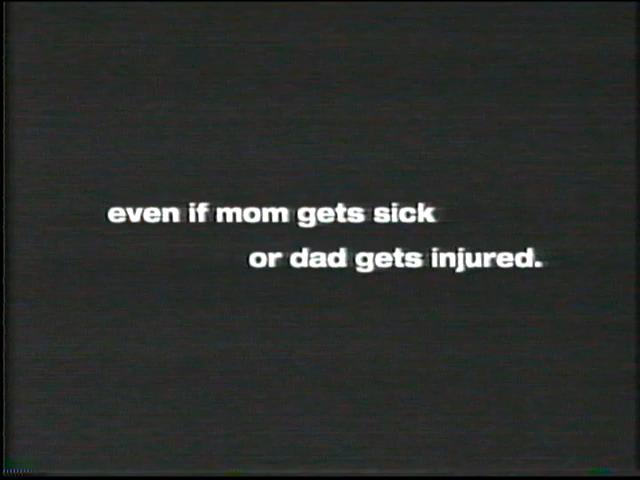 even if mom gets sick
or dad gets injured.